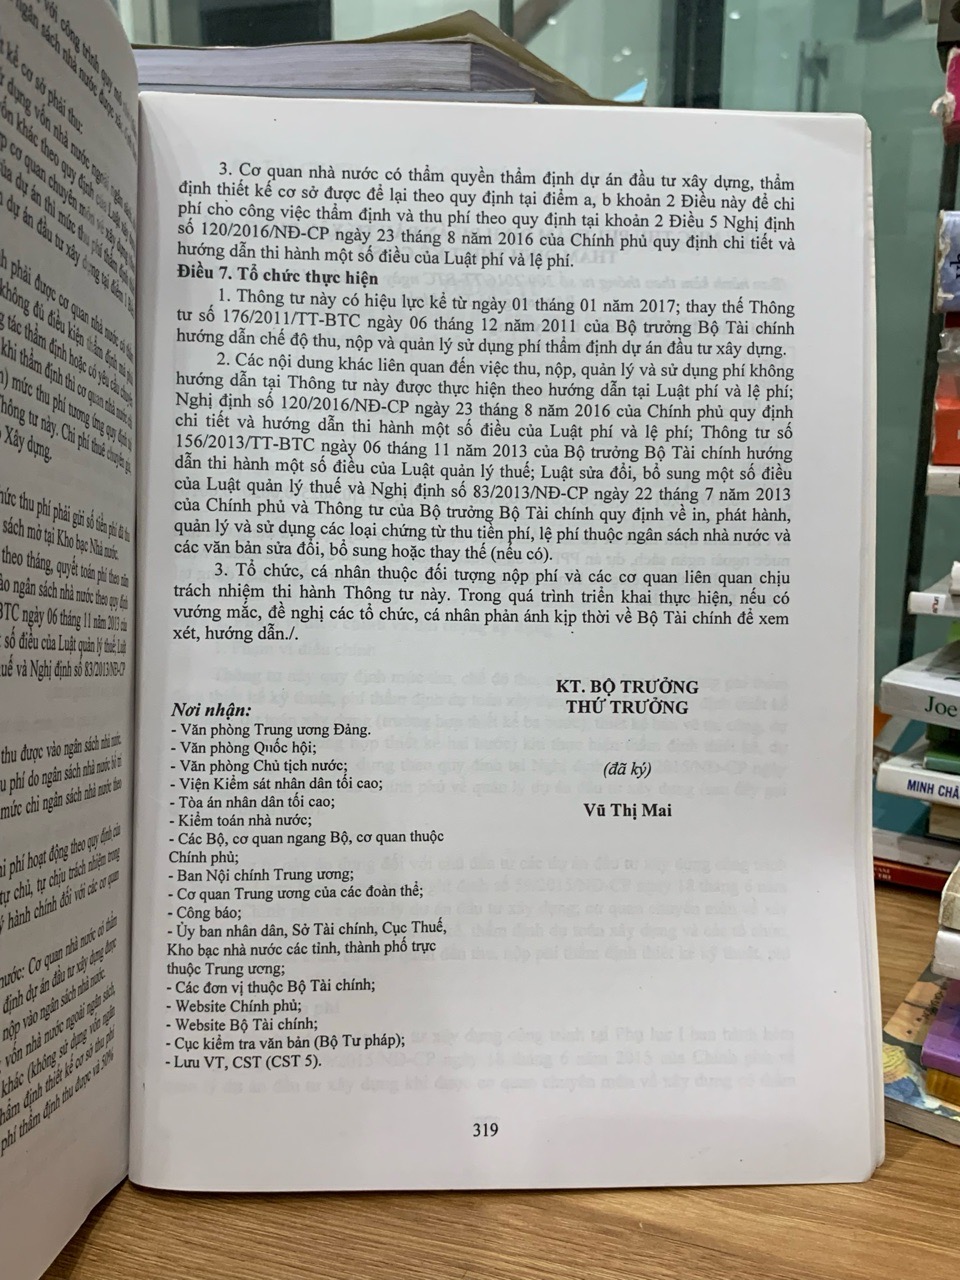 3. Cơ quan nhà nước có thẩm quyền thẩm định dự án đầu tư xây dựng, thẩm
định thiết kế cơ sở được để lại theo quy định tại điểm a, b khoản 2 Điều này để chi
phí cho công việc thẩm định và thu phí theo quy định tại khoản 2 Điều 5 Nghị định
số 120/2016/NĐ-CP ngày 23 tháng 8 năm 2016 của Chính phủ quy định chi tiết và
hướng dẫn thi hành một số điều của Luật phí và lệ phí.
Điều 7. Tổ chức thực hiện
1. Thông tư này có hiệu lực kể từ ngày 01 tháng 01 năm 2017; thay thế Thông
tư số 176/2011/TT-BTC ngày 06 tháng 12 năm 2011 của Bộ trưởng Bộ Tài chính
hướng dẫn chế độ thu, nộp và quản lý sử dụng phí thẩm định dự án đầu tư xây dựng.
2. Các nội dung khác liên quan đến việc thu, nộp, quản lý và sử dụng phí không
hướng dẫn tại Thông tư này được thực hiện theo hướng dẫn tại Luật phí và lệ phí;
Nghị định số 120/2016/NĐ-CP ngày 23 tháng 8 năm 2016 của Chính phủ quy định
chi tiết và hướng dẫn thi hành một số điều của Luật phí và lệ phí; Thông tư số
156/2013/TT-BTC ngày 06 tháng 11 năm 2013 của Bộ trưởng Bộ Tài chính hướng
dẫn thi hành một số điều của Luật quản lý thuế; Luật sửa đổi, bổ sung một số điều
của Luật quản lý thuế và Nghị định số 83/2013/NĐ-CP ngày 22 tháng 7 năm 2013
của Chính phủ và Thông tư của Bộ trưởng Bộ Tài chính quy định về in, phát hành,
quản lý và sử dụng các loại chứng từ thu tiền phí, lệ phí thuộc ngân sách nhà nước và
các văn bản sửa đổi, bổ sung hoặc thay thế (nếu có).
3. Tổ chức, cá nhân thuộc đối tượng nộp phí và các cơ quan liên quan chịu
trách nhiệm thi hành Thông tư này. Trong quá trình triển khai thực hiện, nếu có
vướng mắc, đề nghị các tổ chức, cá nhân phản ánh kịp thời về Bộ Tài chính để xem
xét, hướng dẫn./.
KT. BỘ TRƯỞNG
THỨ TRƯỞNG
(đã ký)
Vũ Thị Mai
Nơi nhận:
- Văn phòng Trung ương Đảng.
- Văn phòng Quốc hội;
- Văn phòng Chủ tịch nước;
- Viện Kiểm sát nhân dân tối cao;
- Tòa án nhân dân tối cao;
- Kiểm toán nhà nước;
- Các Bộ, cơ quan ngang Bộ, cơ quan thuộc
Chính phủ;
- Ban Nội chính Trung ương;
- Cơ quan Trung ương của các đoàn thể;
- Công báo;
- Ủy ban nhân dân, Sở Tài chính, Cục Thuế,
Kho bạc nhà nước các tỉnh, thành phố trực
thuộc Trung ương;
- Các đơn vị thuộc Bộ Tài chính;
- Website Chính phủ;
- Website Bộ Tài chính;
- Cục kiểm tra văn bản (Bộ Tư pháp);
- Lưu VT, CST (CST 5).
319
Joe
MINH CHÂ